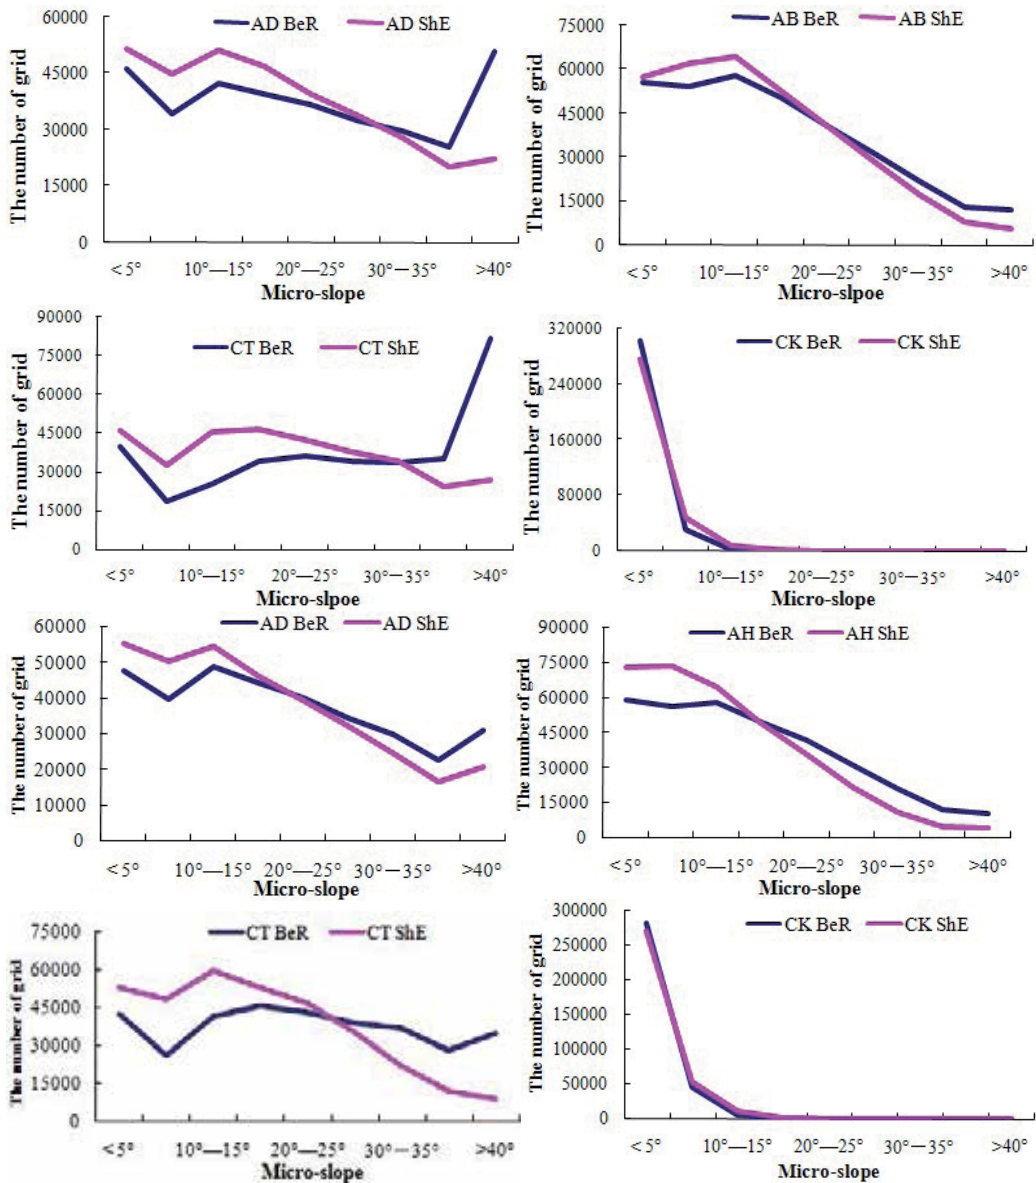 AD BeR AD ShE
The number of grid
60000
45000
30000
15000
0
<5° 10°—15° 20°—25° 30°—35° >40°
Micro-slope
AB BeR AB ShE
The number of grid
75000
60000
45000
30000
15000
0
<5° 10°—15° 20°—25° 30°—35° >40°
Micro-slpoe
CT BeR CT ShE
The number of grid
90000
75000
60000
45000
30000
15000
0
<5° 10°—15° 20°—25° 30°—35° >40°
Micro-slpoe
CK BeR CK ShE
The number of grid
320000
240000
160000
80000
0
<5° 10°—15° 20°—25° 30°—35° >40°
Micro-slope
AD BeR AD ShE
The number of grid
60000
50000
40000
30000
20000
10000
0
<5° 10°—15° 20°—25° 30°—35° >40°
Micro-slope
AH BeR AH ShE
The number of grid
90000
75000
60000
45000
30000
15000
0
<5° 10°—15° 20°—25° 30°—35° >40°
Micro-slope
CT BeR CT ShE
The number of grid
75000
60000
45000
30000
15000
0
<5° 10°—15° 20°—25° 30°—35° >40°
Micro-slope
CK BeR CK ShE
The number of grid
300000
250000
200000
150000
100000
50000
0
<5° 10°—15° 20°—25° 30°—35° >40°
Micro-slope